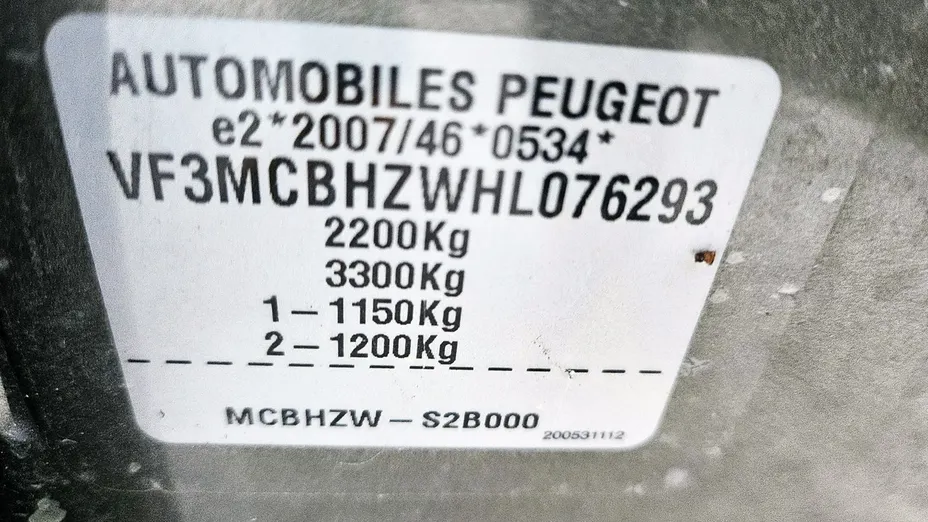 AUTOMOBILES PEUGEOT
e2*2007/46*0534*
VF3MCBHZWHL076293
2200Kg
3300Kg
1-1150Kg
2-1200Kg
MCBHZW-S2B000
200531112